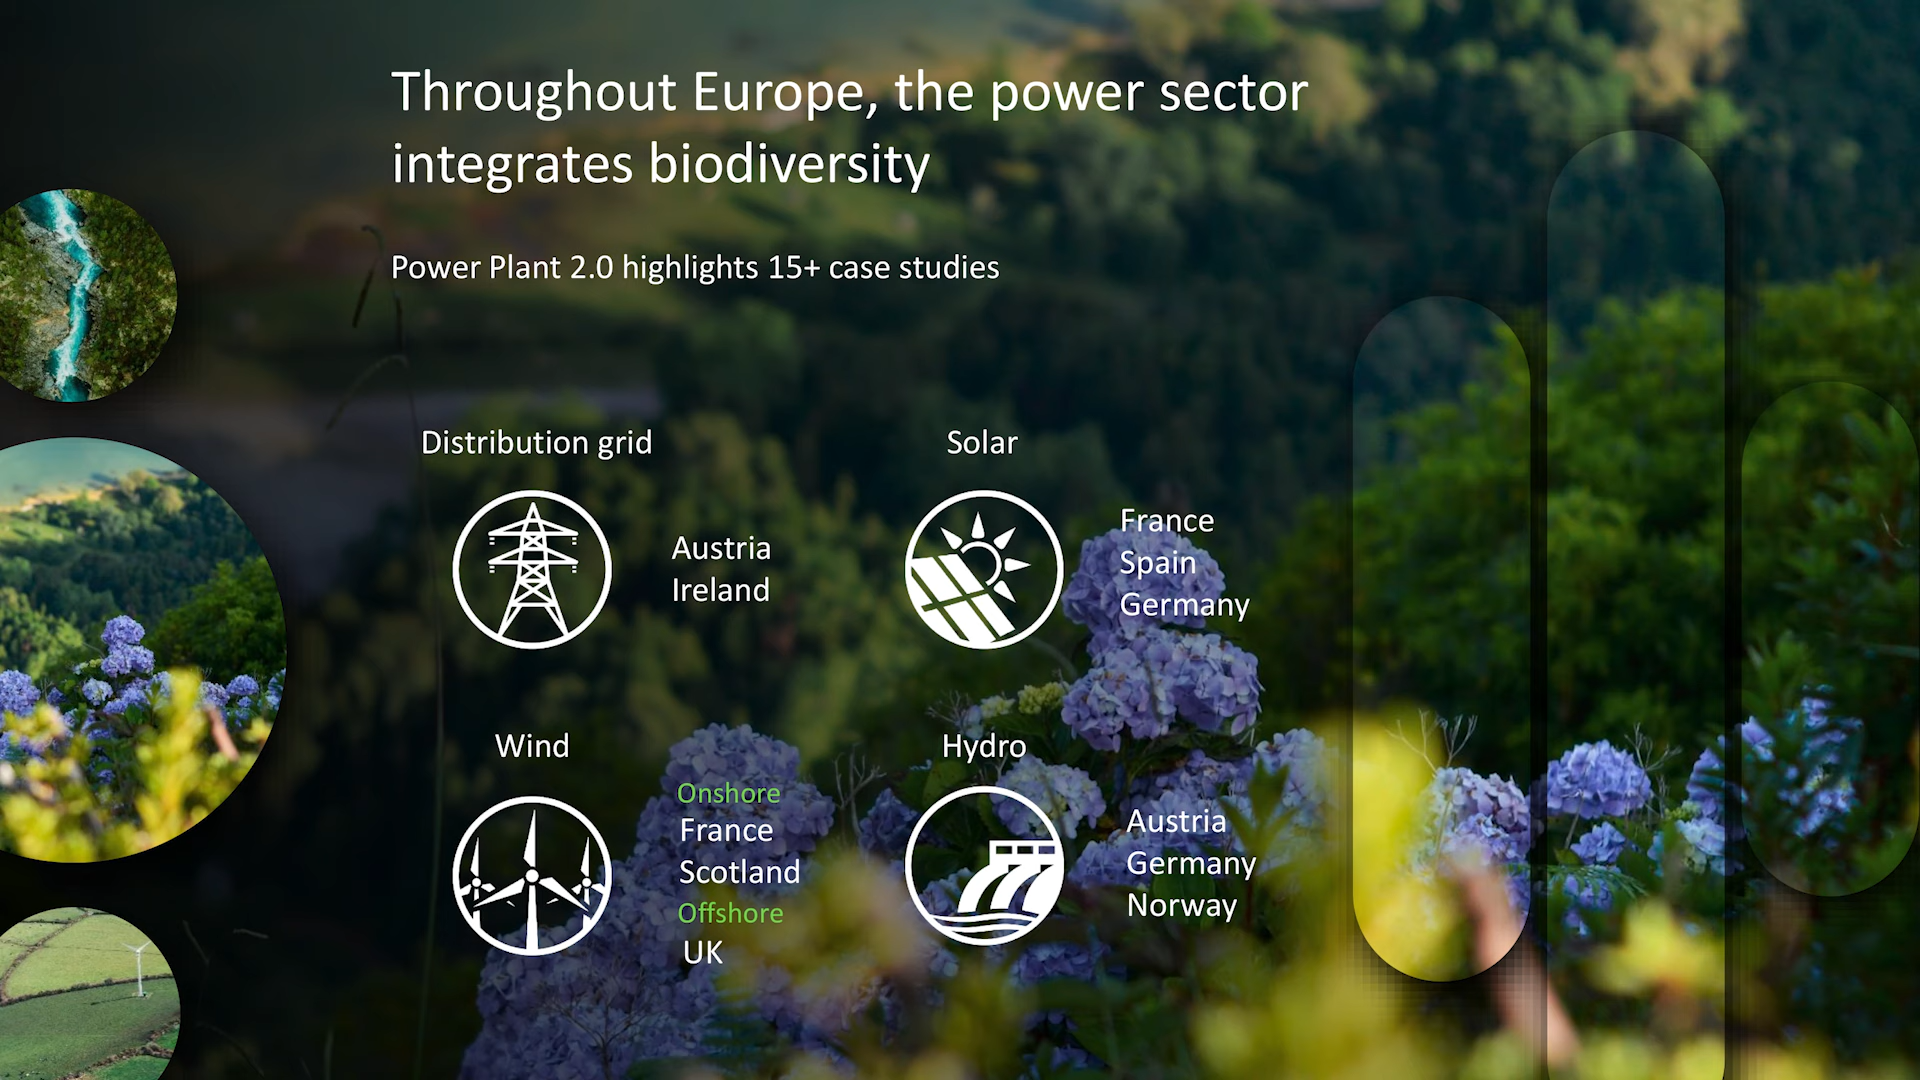 Throughout Europe, the power sector
integrates biodiversity
Power Plant 2.0 highlights 15+ case studies
Distribution grid
Austria
Ireland
Solar
France
Spain
Germany
Wind
Onshore
France
Scotland
Offshore
UK
Hydro
Austria
Germany
Norway